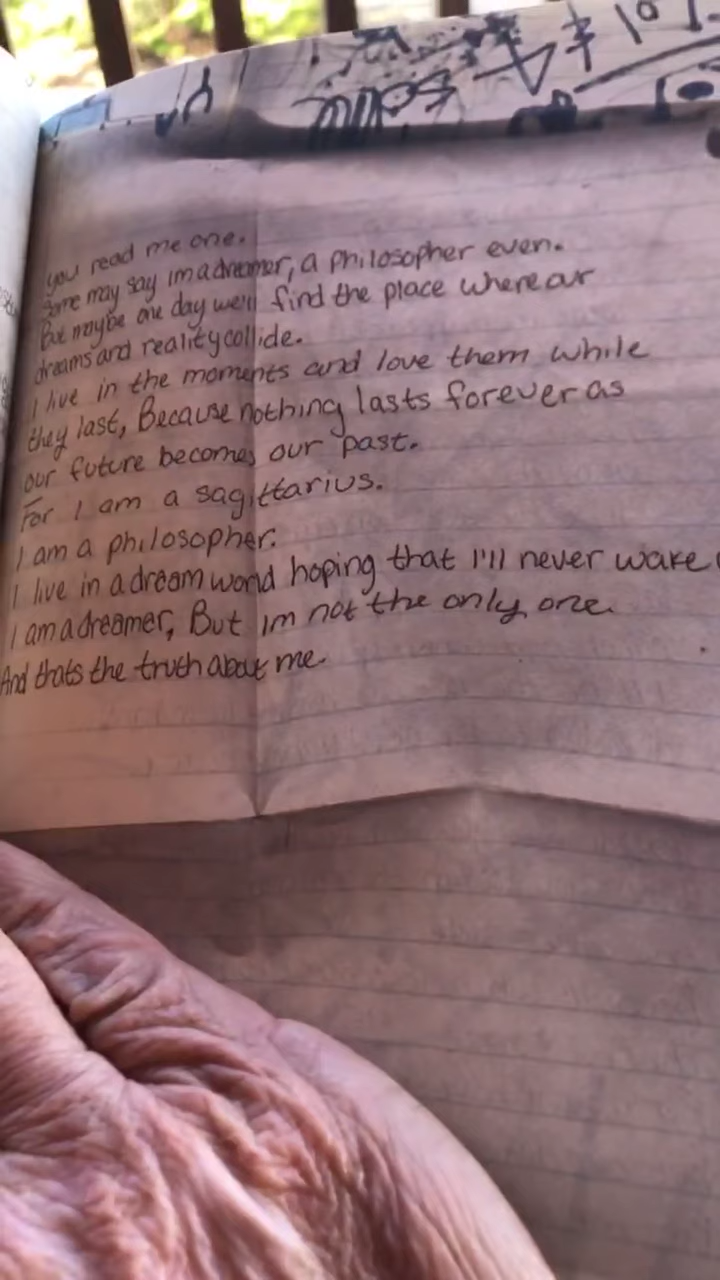 you read me one.
Some may say im a dreamer, a philosopher even.
But maybe one day we'll find the place where our
dreams and reality collide.
I live in the moments and love them while
they last, Because nothing lasts forever as
our future becomes our past.
For I am a sagittarius.
I am a philosopher.
I live in a dream world hoping that I'll never wake
I am a dreamer, But im not the only one.
And thats the truth about me.